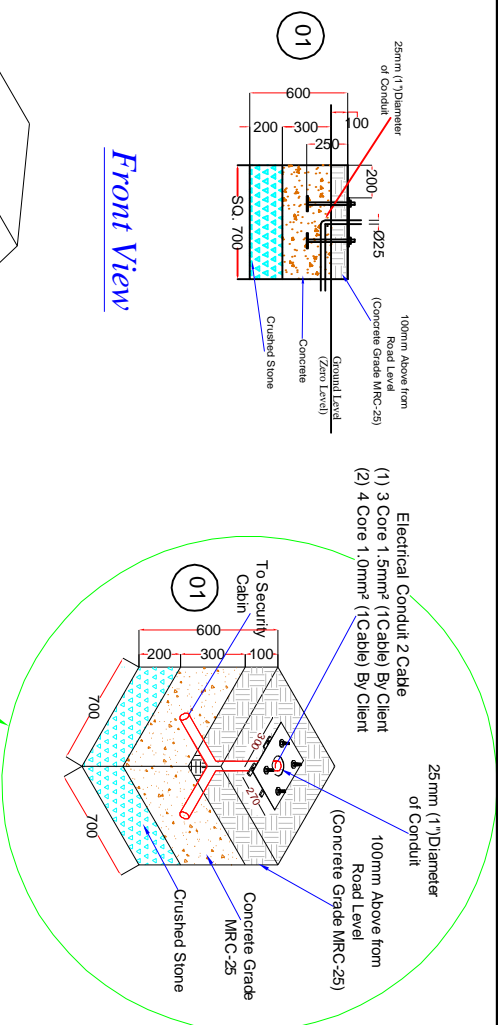 01
25mm (1")Diameter
of Conduit
600
200
300
100
250
200
Ø25
SQ. 700
100mm Above from
Road Level
(Concrete Grade MRC-25)
Ground Level
(Zero Level)
Concrete
Crushed Stone
Front View
Electrical Conduit 2 Cable
(1) 3 Core 1.5mm² (1Cable) By Client
(2) 4 Core 1.0mm² (1Cable) By Client
25mm (1")Diameter
of Conduit
100mm Above from
Road Level
(Concrete Grade MRC-25)
To Security
Cabin
01
600
200
300
100
300
270
700
700
Concrete Grade
MRC-25
Crushed Stone